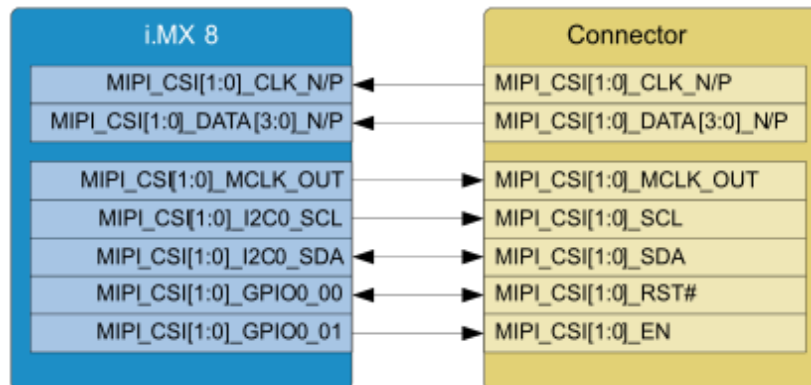 i.MX 8
Connector
MIPI_CSI[1:0]_CLK_N/P
MIPI_CSI[1:0]_CLK_N/P
MIPI_CSI[1:0]_DATA[3:0]_N/P
MIPI_CSI[1:0]_DATA[3:0]_N/P
MIPI_CSI[1:0]_MCLK_OUT
MIPI_CSI[1:0]_MCLK_OUT
MIPI_CSI[1:0]_I2C0_SCL
MIPI_CSI[1:0]_SCL
MIPI_CSI[1:0]_I2C0_SDA
MIPI_CSI[1:0]_SDA
MIPI_CSI[1:0]_GPIO0_00
MIPI_CSI[1:0]_RST#
MIPI_CSI[1:0]_GPIO0_01
MIPI_CSI[1:0]_EN